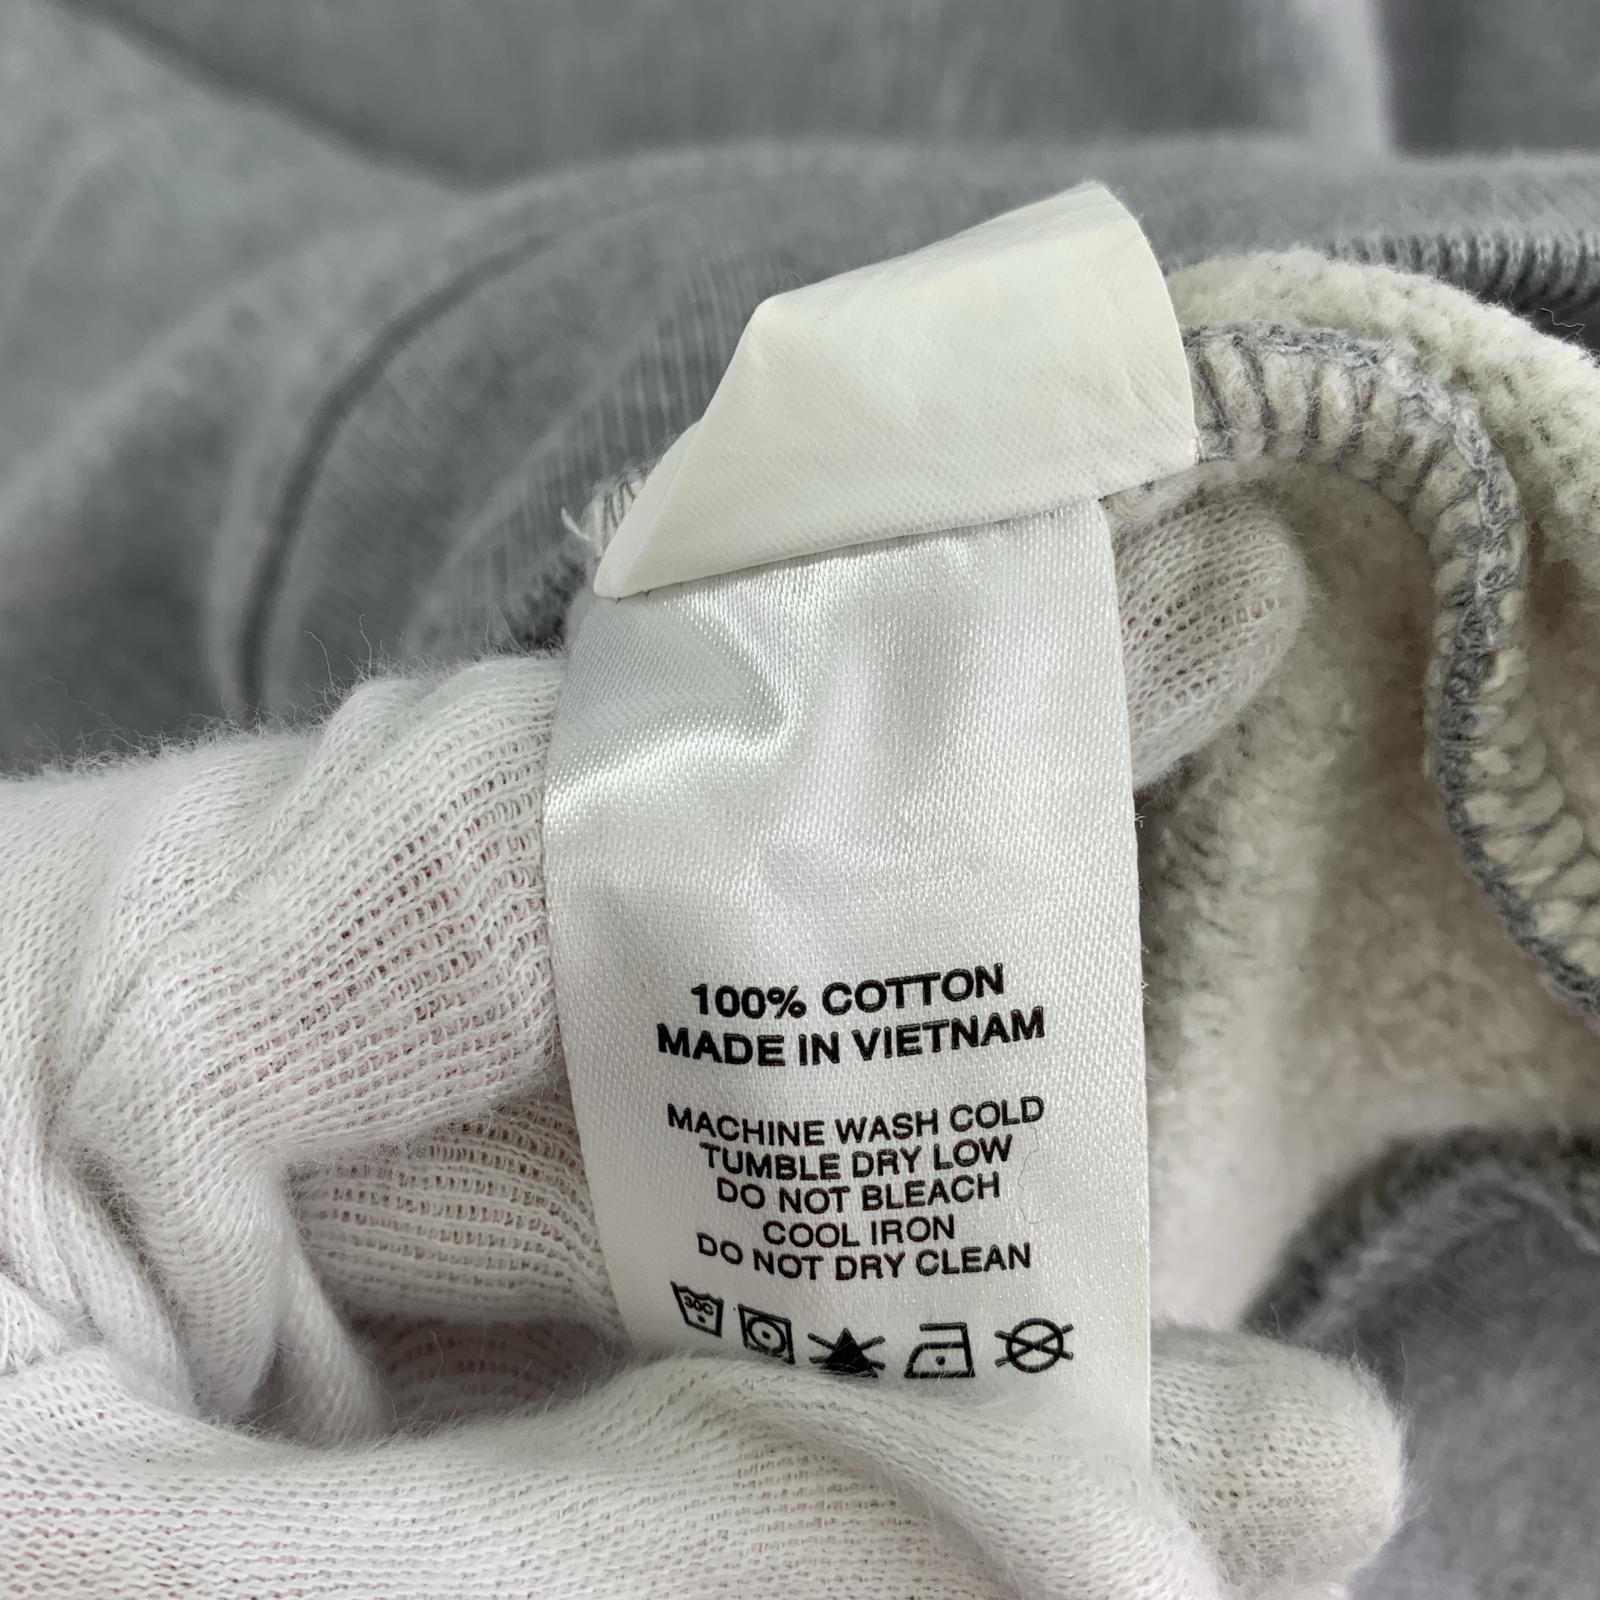 100% COTTON
MADE IN VIETNAM
MACHINE WASH COLD
TUMBLE DRY LOW
DO NOT BLEACH
COOL IRON
DO NOT DRY CLEAN
30C